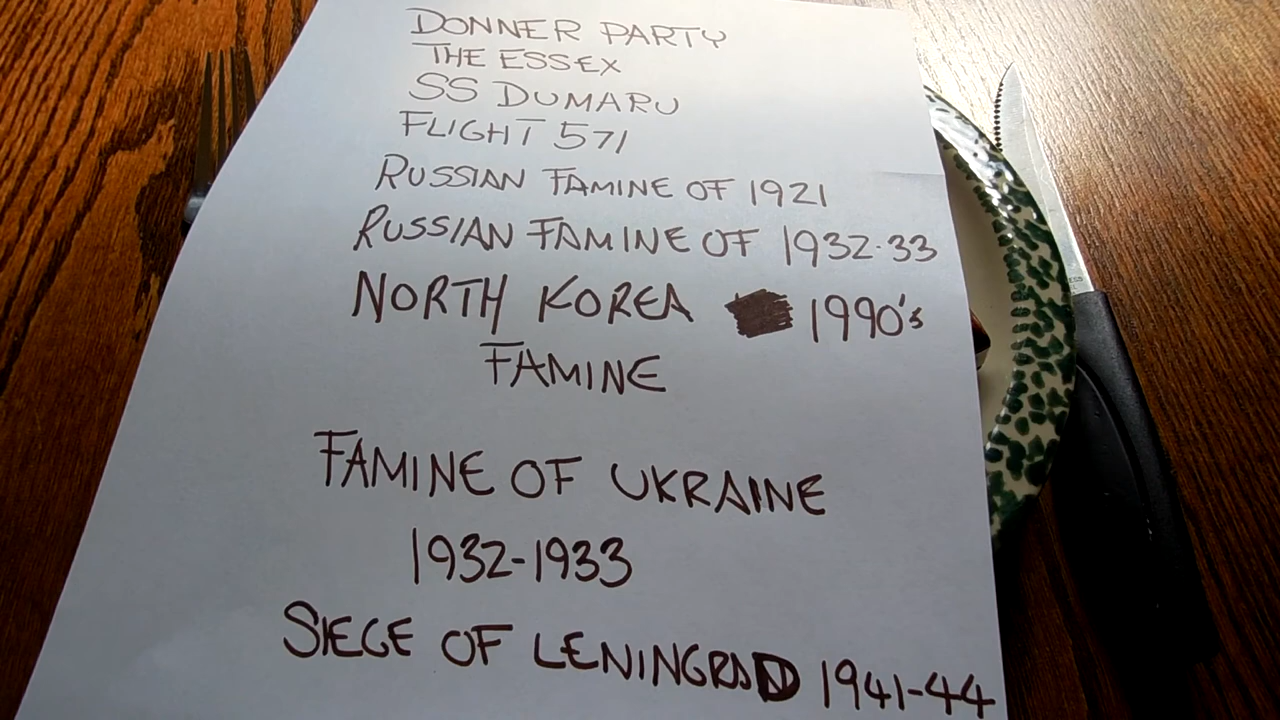 DONNER PARTY
THE ESSEX
SS DUMARU
FLIGHT 571
RUSSIAN FAMINE OF 1921
RUSSIAN FAMINE OF 1932-33
NORTH KOREA 1990's
FAMINE
FAMINE OF UKRAINE
1932-1933
SIEGE OF LENINGRAD 1941-44